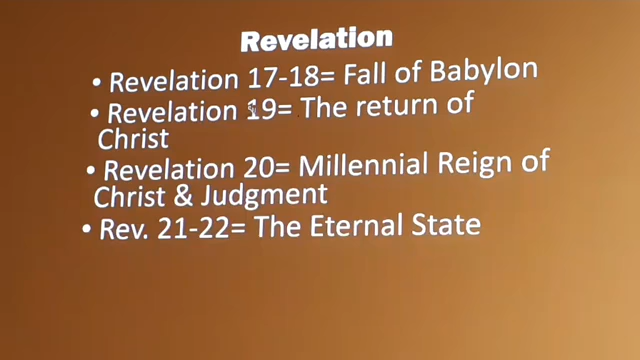 Revelation
• Revelation 17-18= Fall of Babylon
• Revelation 19= The return of
Christ
• Revelation 20= Millennial Reign of
Christ & Judgment
• Rev. 21-22= The Eternal State